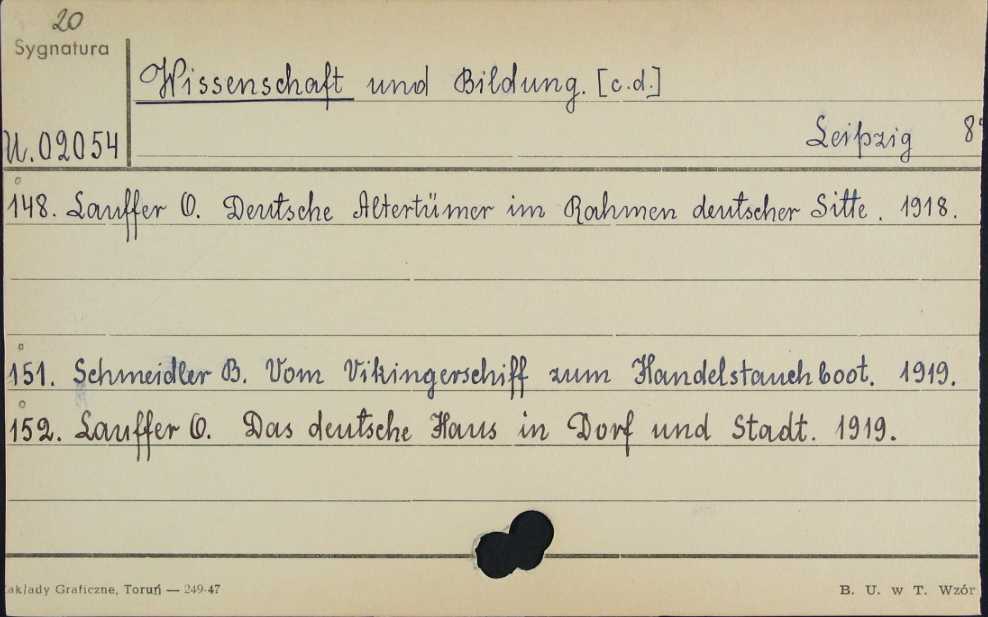 20
Sygnatura
Wissenschaft und Bildung. [c.d.]
U.02054
Leipzig 8°
148. Lauffer O. Deutsche Altertümer im Rahmen deutscher Sitte. 1918.
151. Schmeidler B. Vom Vikingerschiff zum Handelstauchboot. 1919.
152. Lauffer O. Das deutsche Haus in Dorf und Stadt. 1919.
akłady Graficzne, Toruń — 249-47
B. U. w T. Wzór